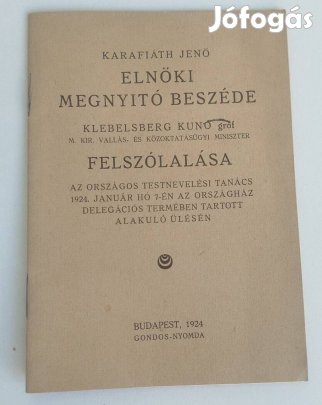 Jófogás
KARAFIÁTH JENŐ
ELNÖKI
MEGNYITÓ BESZÉDE
KLEBELSBERG KUNÓ gróf
M. KIR. VALLÁS- ÉS KÖZOKTATÁSÜGYI MINISZTER
FELSZÓLALÁSA
AZ ORSZÁGOS TESTNEVELÉSI TANÁCS
1924. JANUÁR HÓ 7-ÉN AZ ORSZÁGHÁZ
DELEGÁCIÓS TERMÉBEN TARTOTT
ALAKULÓ ÜLÉSÉN
BUDAPEST, 1924
GONDOS-NYOMDA